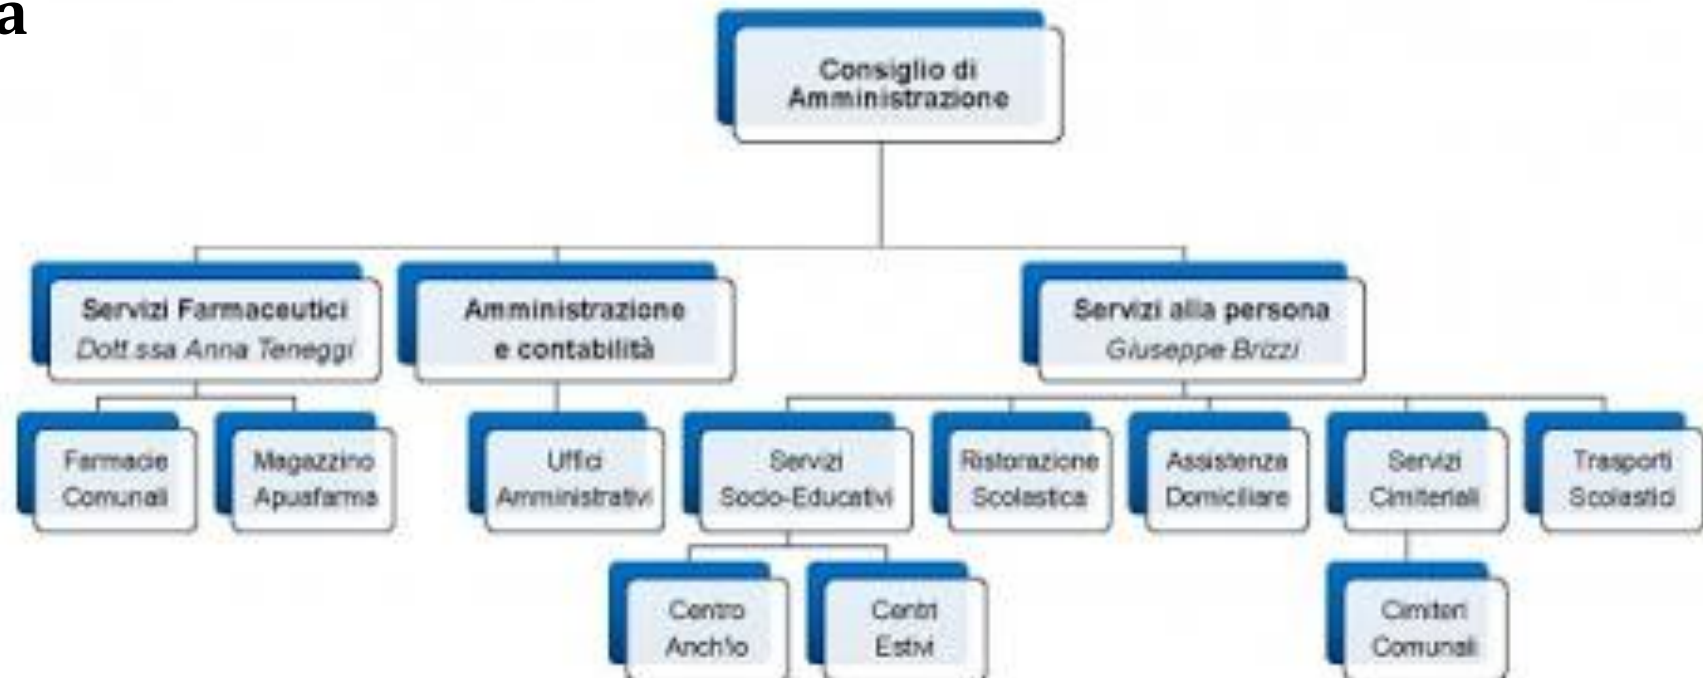 a
Consiglio di
Amministrazione
Servizi Farmaceutici
Dott.ssa Anna Teneggi
Amministrazione
e contabilità
Servizi alla persona
Giuseppe Brizzi
Farmacie
Comunali
Magazzino
Apuafarma
Uffici
Amministrativi
Servizi
Socio-Educativi
Ristorazione
Scolastica
Assistenza
Domiciliare
Servizi
Cimiteriali
Trasporti
Scolastici
Centro
Anch'io
Centri
Estivi
Cimiteri
Comunali